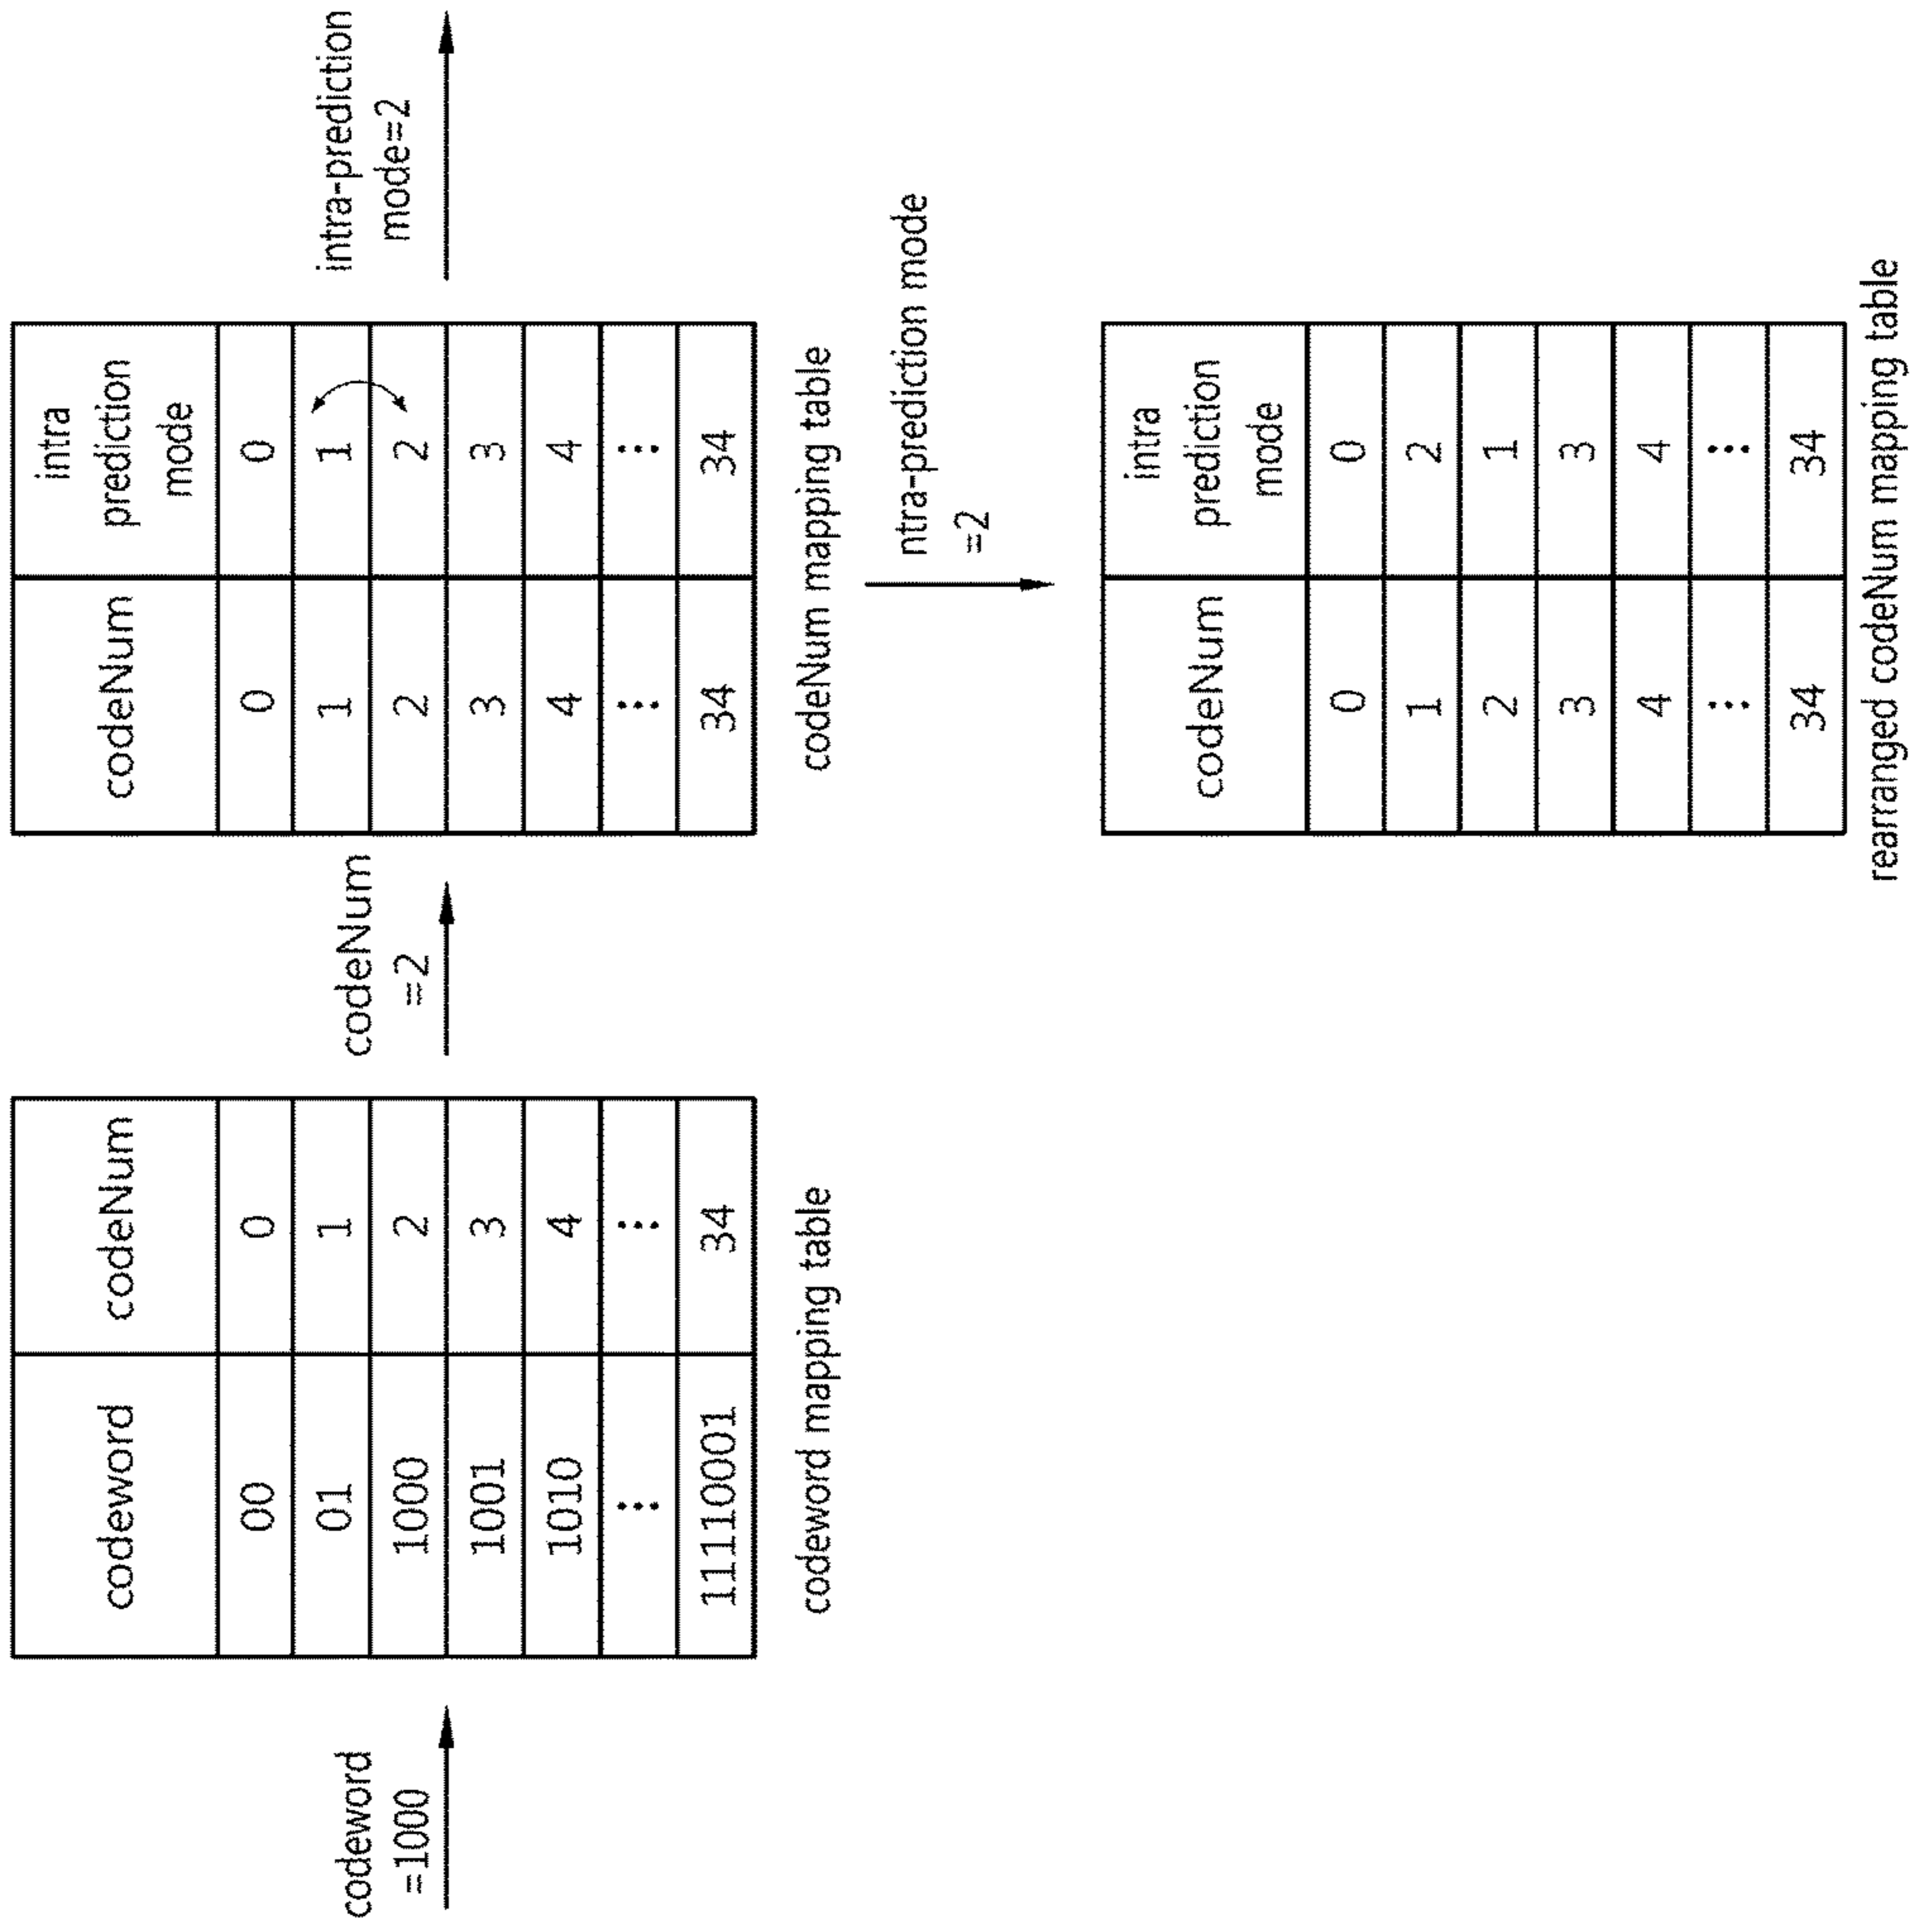 codeword
=1000
codeword codeNum
00 0
01 1
1000 2
1001 3
1010 4
⋮ ⋮
11110001 34
codeword mapping table
codeNum
=2
codeNum intra
prediction
mode
0 0
1 1
2 2
3 3
4 4
⋮ ⋮
34 34
codeNum mapping table
intra-prediction
mode=2
ntra-prediction mode
=2
codeNum intra
prediction
mode
0 0
1 2
2 1
3 3
4 4
⋮ ⋮
34 34
rearranged codeNum mapping table